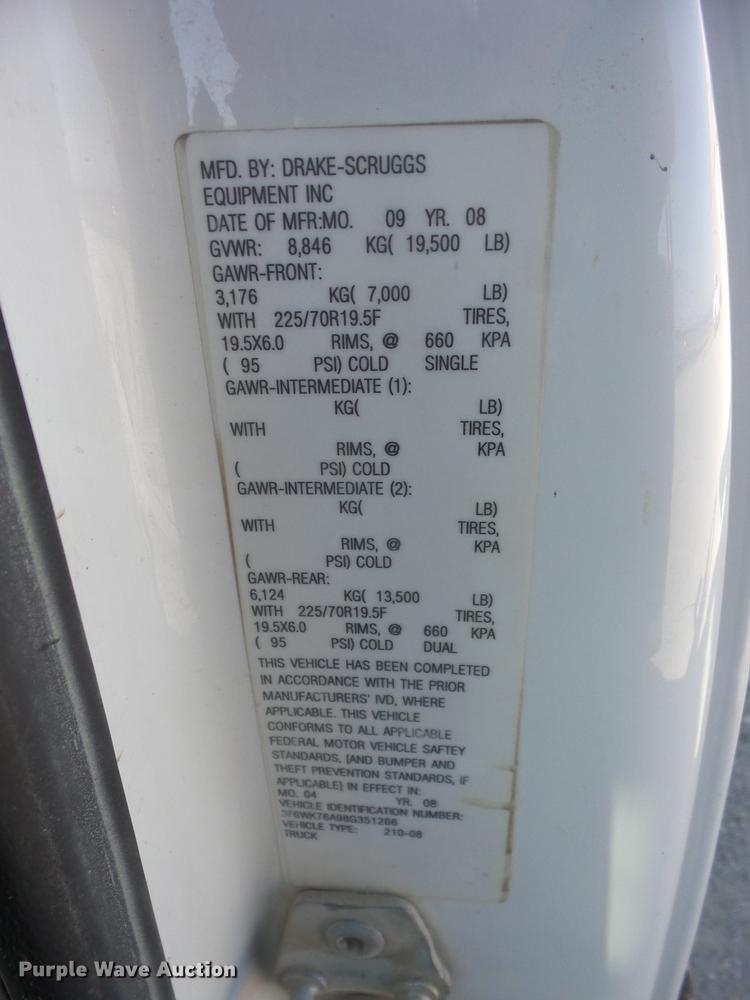 MFD. BY: DRAKE-SCRUGGS
EQUIPMENT INC
DATE OF MFR:MO. 09 YR. 08
GVWR: 8,846 KG( 19,500 LB)
GAWR-FRONT:
3,176 KG( 7,000 LB)
WITH 225/70R19.5F TIRES,
19.5X6.0 RIMS, @ 660 KPA
( 95 PSI) COLD SINGLE
GAWR-INTERMEDIATE (1):
KG( LB)
WITH TIRES,
RIMS, @ KPA
( PSI) COLD
GAWR-INTERMEDIATE (2):
KG( LB)
WITH TIRES,
RIMS, @ KPA
( PSI) COLD
GAWR-REAR:
6,124 KG( 13,500 LB)
WITH 225/70R19.5F TIRES,
19.5X6.0 RIMS, @ 660 KPA
( 95 PSI) COLD DUAL
THIS VEHICLE HAS BEEN COMPLETED
IN ACCORDANCE WITH THE PRIOR
MANUFACTURERS' IVD, WHERE
APPLICABLE. THIS VEHICLE
CONFORMS TO ALL APPLICABLE
FEDERAL MOTOR VEHICLE SAFTEY
STANDARDS, [AND BUMPER AND
THEFT PREVENTION STANDARDS, IF
APPLICABLE] IN EFFECT IN:
MO. 04 YR. 08
VEHICLE IDENTIFICATION NUMBER:
3F6WK76A98G351266
VEHICLE TYPE: 210-08
TRUCK
Purple Wave Auction